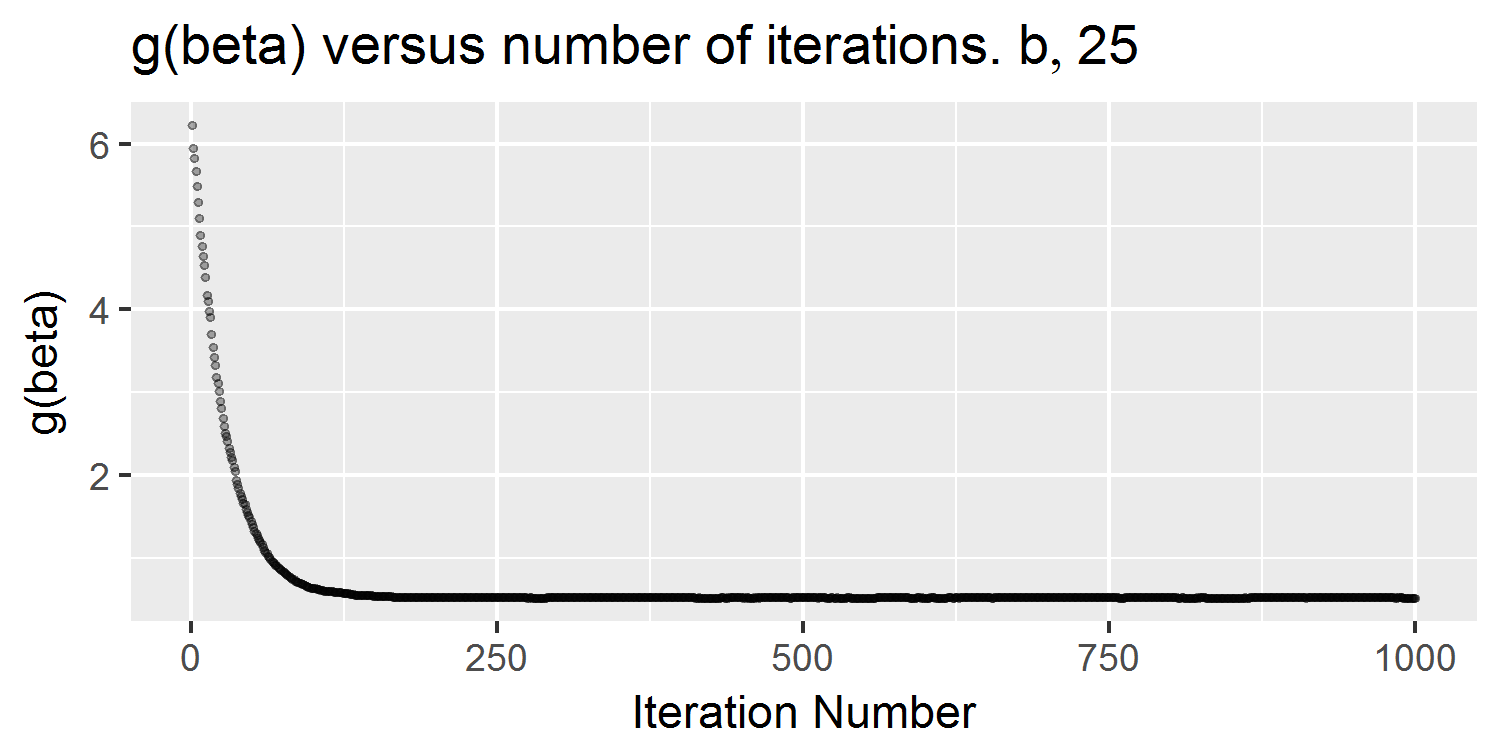 g(beta) versus number of iterations. b, 25
g(beta)
6
4
2
0 250 500 750 1000
Iteration Number